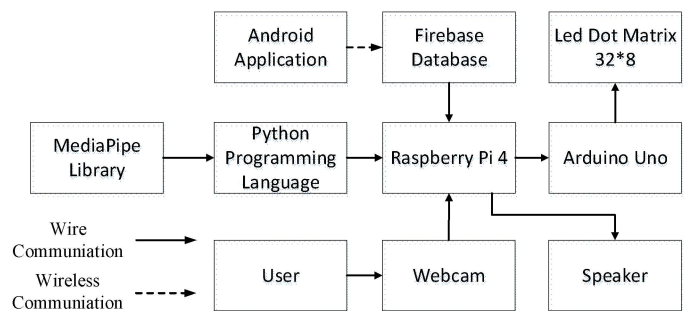 Android
Application
Firebase
Database
Led Dot Matrix
32*8
MediaPipe
Library
Python
Programming
Language
Raspberry Pi 4
Arduino Uno
Wire
Communiation
Wireless
Communiation
User
Webcam
Speaker